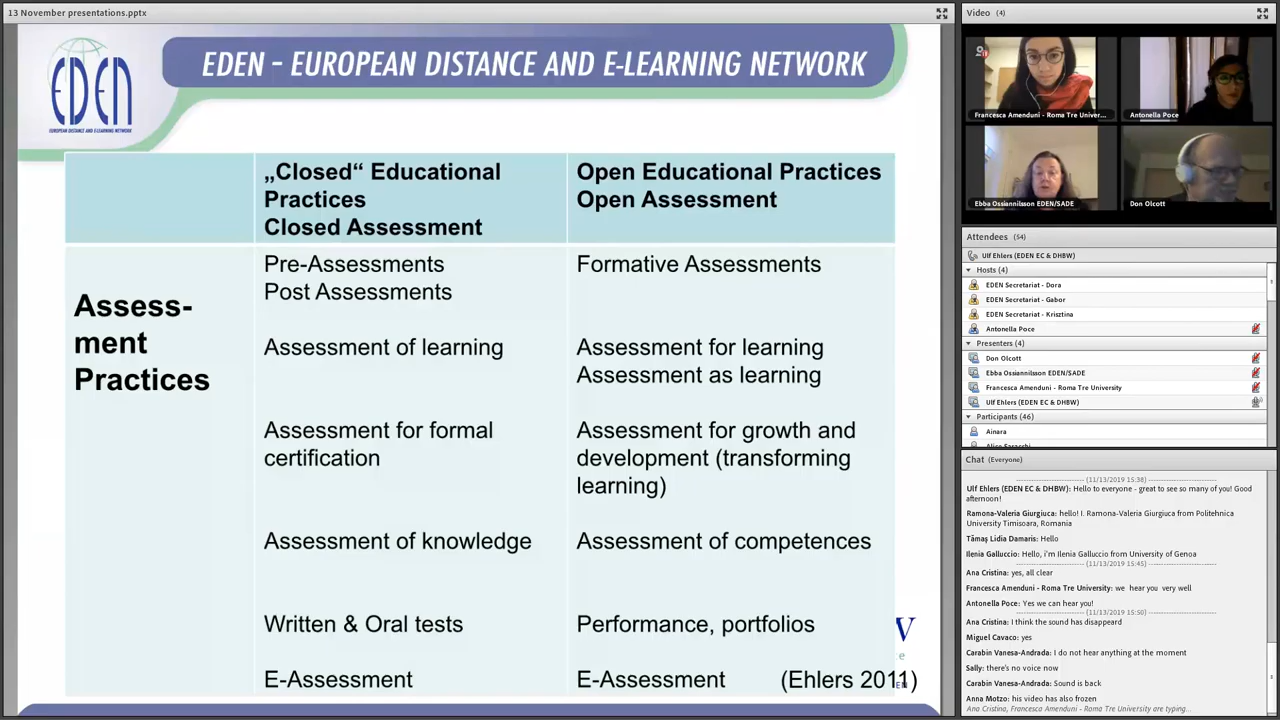 13 November presentations.pptx
EDEN
EUROPEAN DISTANCE AND E-LEARNING NETWORK
EDEN - EUROPEAN DISTANCE AND E-LEARNING NETWORK
„Closed“ Educational
Practices
Closed Assessment
Open Educational Practices
Open Assessment
Assess-
ment
Practices
Pre-Assessments
Post Assessments
Formative Assessments
Assessment of learning
Assessment for learning
Assessment as learning
Assessment for formal
certification
Assessment for growth and
development (transforming
learning)
Assessment of knowledge
Assessment of competences
Written & Oral tests
Performance, portfolios
E-Assessment
E-Assessment
(Ehlers 2011)
Video (4)
Francesca Amenduni - Roma Tre Univer...
Antonella Poce
Ebba Ossiannilsson EDEN/SADE
Don Olcott
Attendees (54)
Ulf Ehlers (EDEN EC & DHBW)
Hosts (4)
EDEN Secretariat - Dora
EDEN Secretariat - Gabor
EDEN Secretariat - Krisztina
Antonella Poce
Presenters (4)
Don Olcott
Ebba Ossiannilsson EDEN/SADE
Francesca Amenduni - Roma Tre University
Ulf Ehlers (EDEN EC & DHBW)
Participants (46)
Ainara
Chat (Everyone)
(11/13/2019 15:38)
Ulf Ehlers (EDEN EC & DHBW): Hello to everyone - great to see so many of you! Good
afternoon!
Ramona-Valeria Giurgiuca: hello! I. Ramona-Valeria Giurgiuca from Politehnica
University Timisoara, Romania
Tâmaş Lidia Damaris: Hello
Ilenia Galluccio: Hello, i'm Ilenia Galluccio from University of Genoa
(11/13/2019 15:45)
Ana Cristina: yes, all clear
Francesca Amenduni - Roma Tre University: we hear you very well
Antonella Poce: Yes we can hear you!
(11/13/2019 15:50)
Ana Cristina: I think the sound has disappeard
Miguel Cavaco: yes
Carabin Vanesa-Andrada: I do not hear anything at the moment
Sally: there's no voice now
Carabin Vanesa-Andrada: Sound is back
Anna Motzo: his video has also frozen
Ana Cristina, Francesca Amenduni - Roma Tre University are typing...